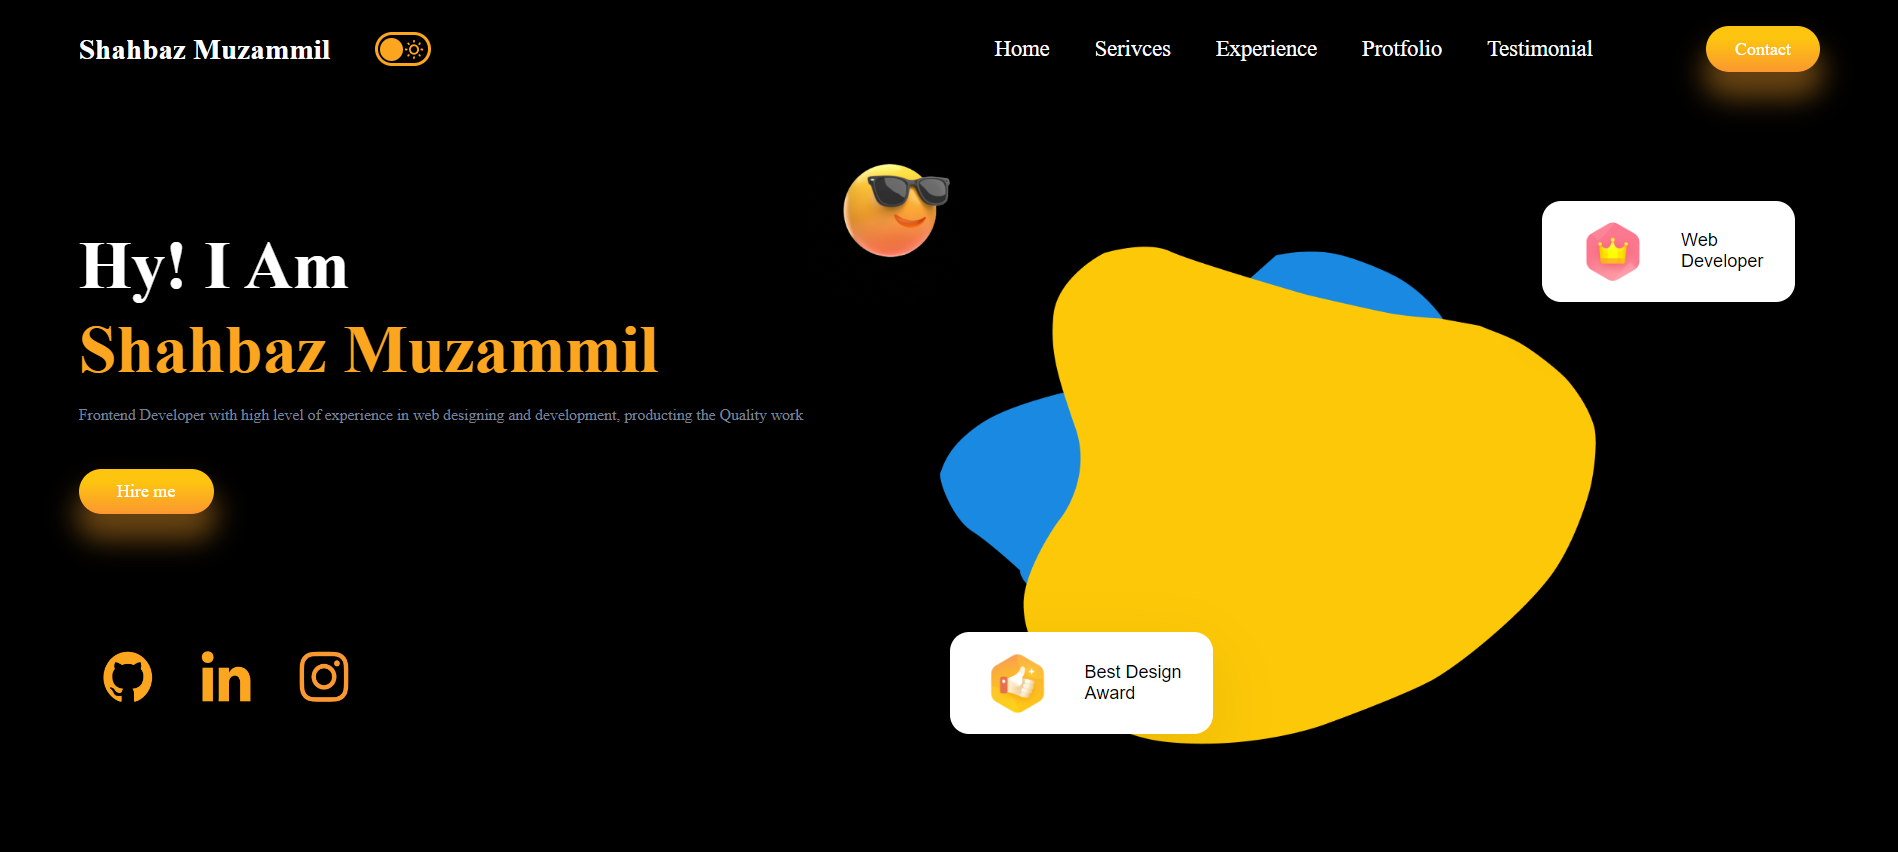 Shahbaz Muzammil
Home
Serivces
Experience
Protfolio
Testimonial
Contact
Hy! I Am
Shahbaz Muzammil
Frontend Developer with high level of experience in web designing and development, producting the Quality work
Hire me
Web
Developer
Best Design
Award